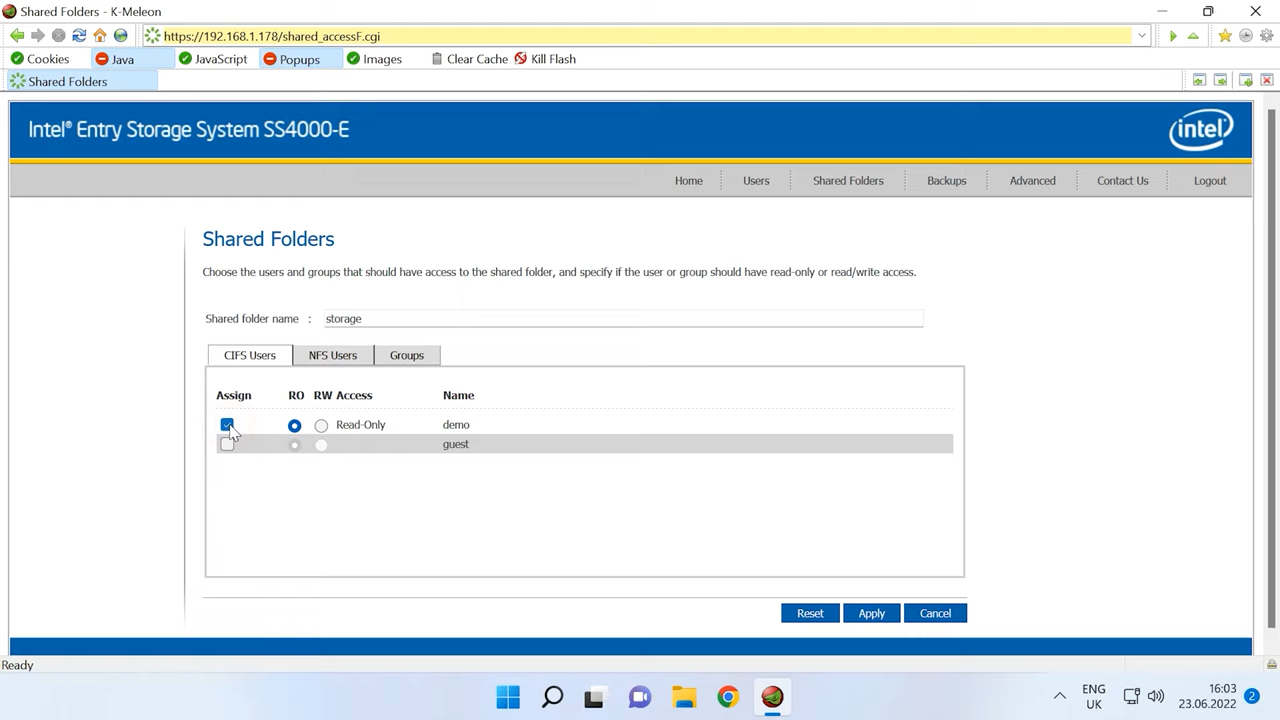 Shared Folders - K-Meleon
https://192.168.1.178/shared_accessF.cgi
Cookies Java JavaScript Popups Images Clear Cache Kill Flash
Shared Folders
Intel® Entry Storage System SS4000-E
intel
Home Users Shared Folders Backups Advanced Contact Us Logout
Shared Folders
Choose the users and groups that should have access to the shared folder, and specify if the user or group should have read-only or read/write access.
Shared folder name : storage
CIFS Users NFS Users Groups
Assign RO RW Access Name
Read-Only demo
guest
Reset Apply Cancel
Ready
ENG 16:03
UK 23.06.2022 2